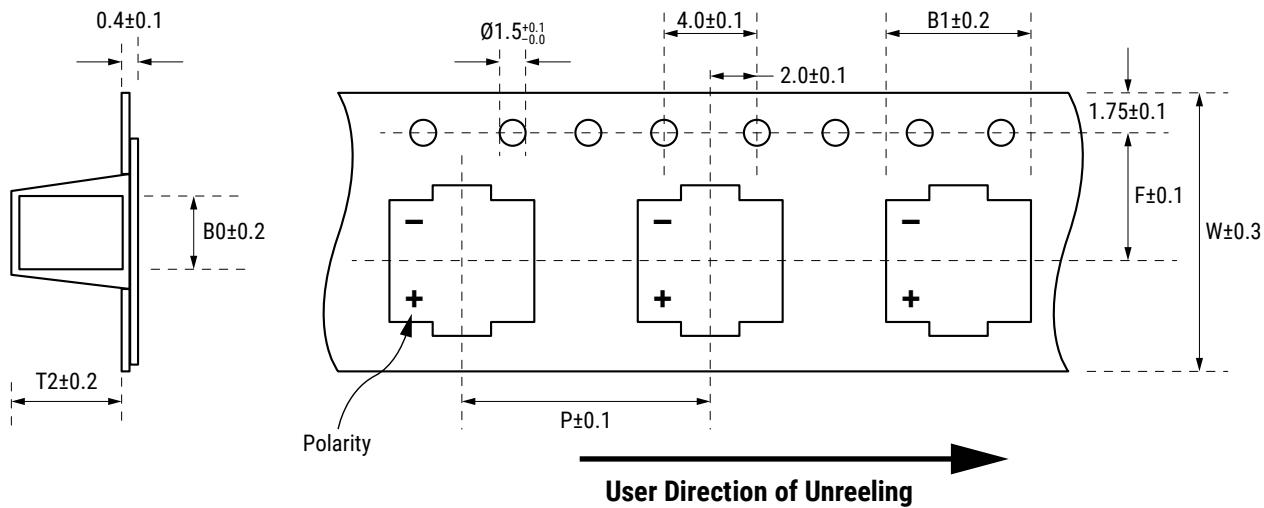 0.4±0.1
Ø1.5+0.1
−0.0
4.0±0.1
B1±0.2
2.0±0.1
1.75±0.1
F±0.1
B0±0.2
W±0.3
−
−
−
+
+
+
T2±0.2
P±0.1
Polarity
User Direction of Unreeling